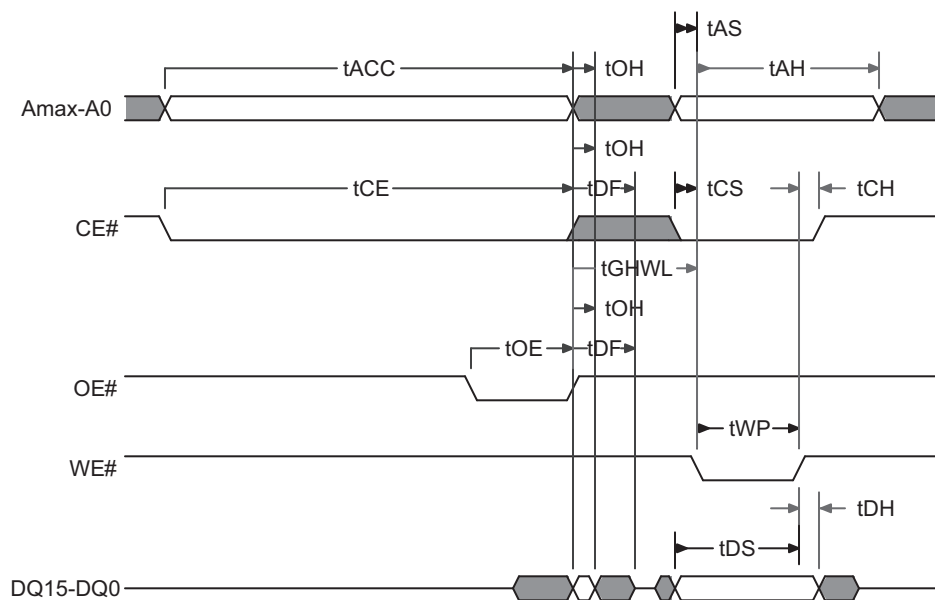 tAS
tACC tOH tAH
Amax-A0
tOH
tCE tDF tCS tCH
CE#
tGHWL
tOH
tOE tDF
OE#
tWP
WE#
tDH
tDS
DQ15-DQ0